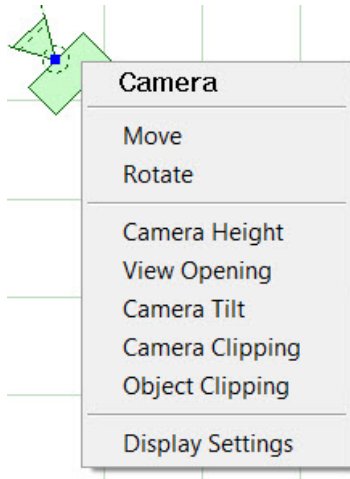 Camera
Move
Rotate
Camera Height
View Opening
Camera Tilt
Camera Clipping
Object Clipping
Display Settings